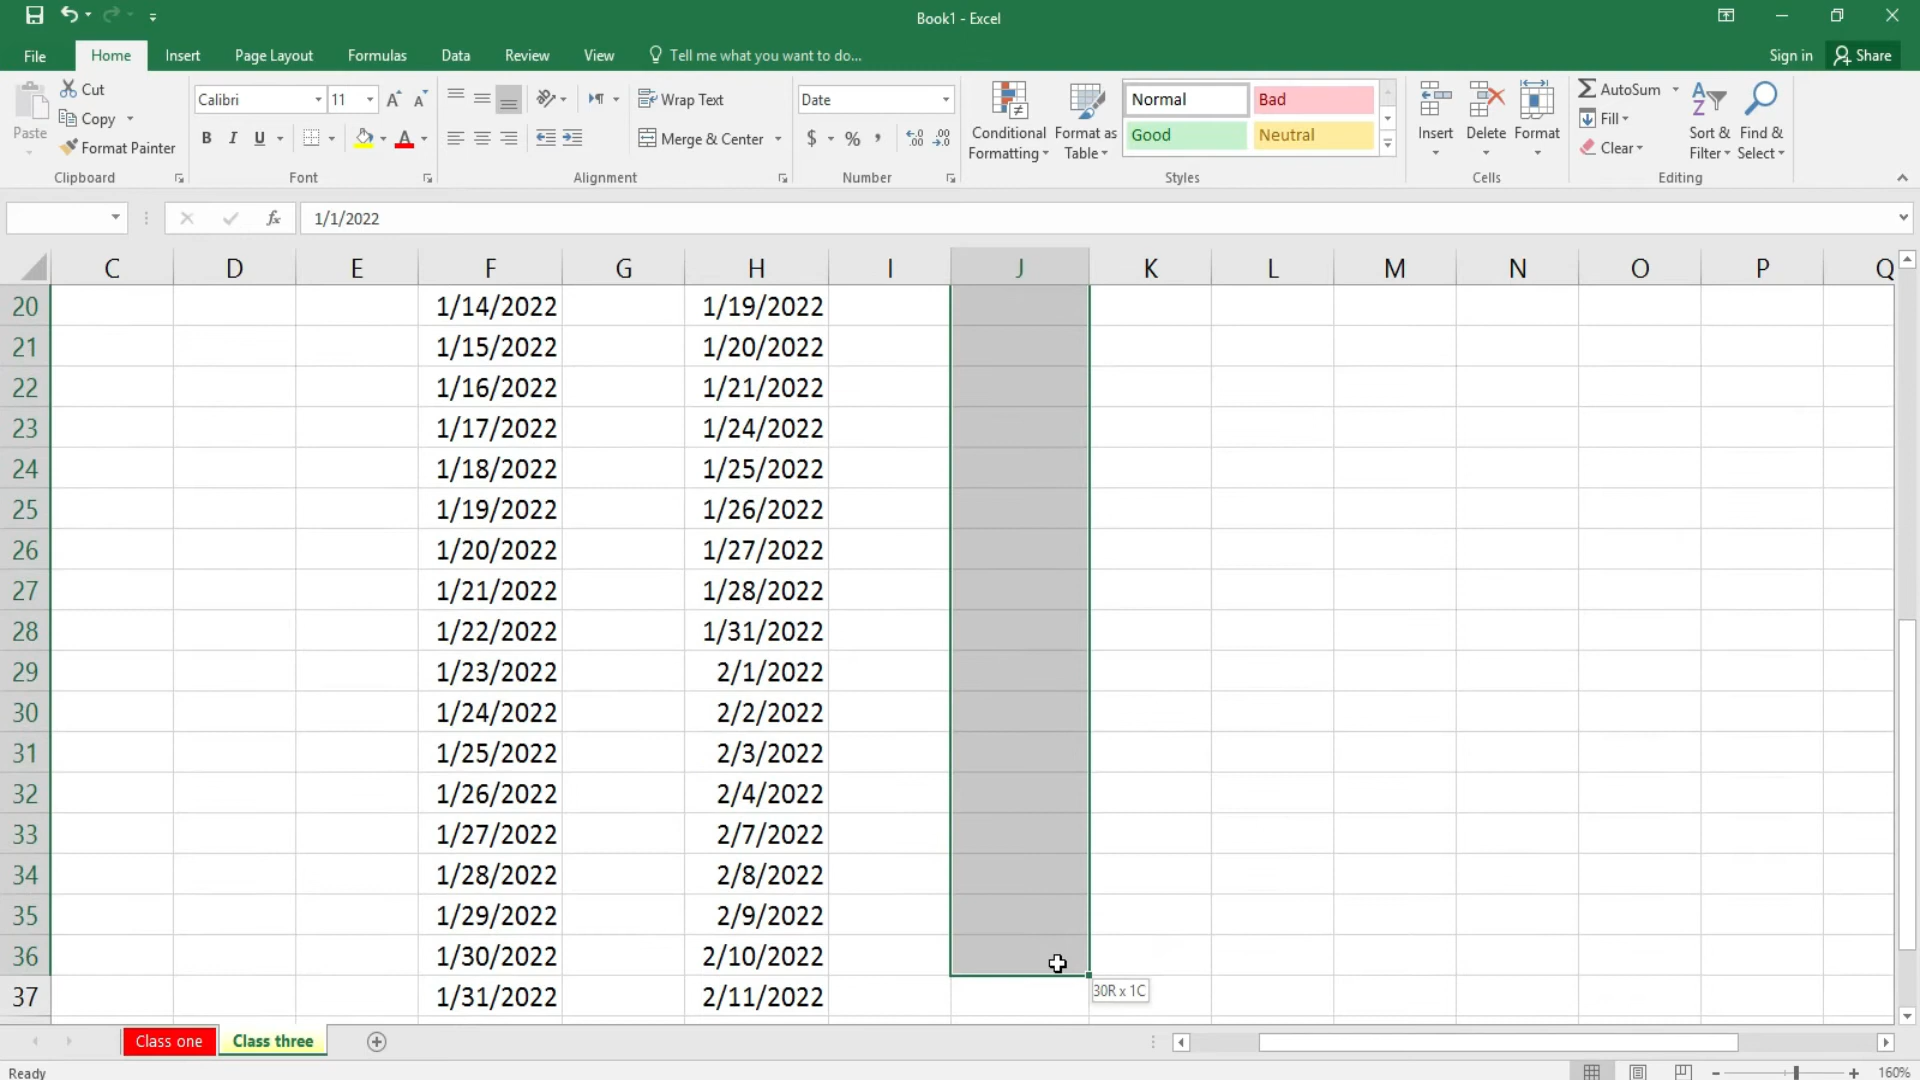 Book1 - Excel
File Home Insert Page Layout Formulas Data Review View Tell me what you want to do... Sign in Share
Paste
Cut
Copy
Format Painter
Clipboard
Calibri 11 A A
B I U A
Font
Wrap Text
Merge & Center
Alignment
Date
$ % , .00 .00
Number
Conditional Formatting
Format as Table
Normal Bad
Good Neutral
Styles
Insert Delete Format
Cells
AutoSum
Fill
Clear
Sort & Filter
Find & Select
Editing
fx 1/1/2022
C D E F G H I J K L M N O P Q
20 1/14/2022 1/19/2022
21 1/15/2022 1/20/2022
22 1/16/2022 1/21/2022
23 1/17/2022 1/24/2022
24 1/18/2022 1/25/2022
25 1/19/2022 1/26/2022
26 1/20/2022 1/27/2022
27 1/21/2022 1/28/2022
28 1/22/2022 1/31/2022
29 1/23/2022 2/1/2022
30 1/24/2022 2/2/2022
31 1/25/2022 2/3/2022
32 1/26/2022 2/4/2022
33 1/27/2022 2/7/2022
34 1/28/2022 2/8/2022
35 1/29/2022 2/9/2022
36 1/30/2022 2/10/2022
37 1/31/2022 2/11/2022
30R x 1C
Class one Class three
Ready 160%